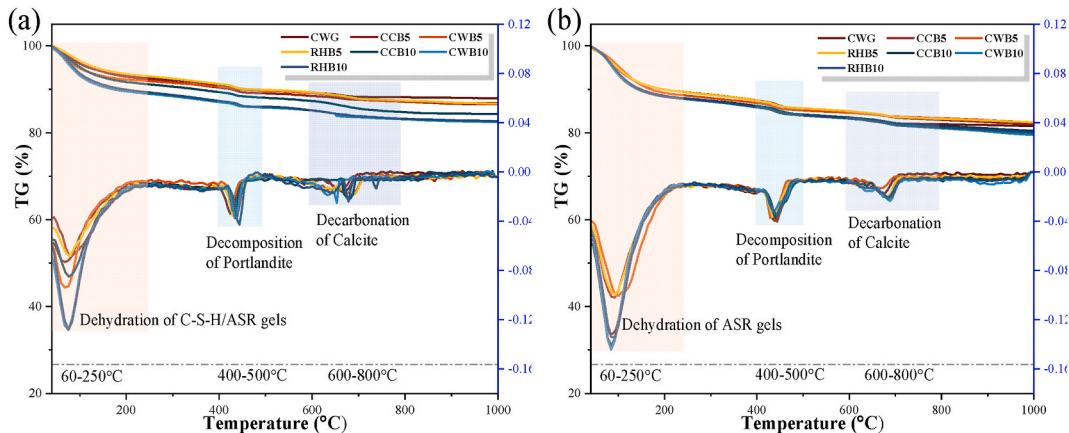 (a)
CWG CCB5 CWB5
RHB5 CCB10 CWB10
RHB10
TG (%)
100
80
60
40
20
0.12
0.08
0.04
0.00
-0.04
-0.08
-0.12
-0.16
Decomposition
of Portlandite
Decarbonation
of Calcite
Dehydration of C-S-H/ASR gels
60-250°C
400-500°C
600-800°C
200 400 600 800 1000
Temperature (°C)
(b)
CWG CCB5 CWB5
RHB5 CCB10 CWB10
RHB10
TG (%)
100
80
60
40
20
0.12
0.08
0.04
0.00
-0.04
-0.08
-0.12
-0.16
Decomposition
of Portlandite
Decarbonation
of Calcite
Dehydration of ASR gels
60-250°C
400-500°C
600-800°C
200 400 600 800 1000
Temperature (°C)